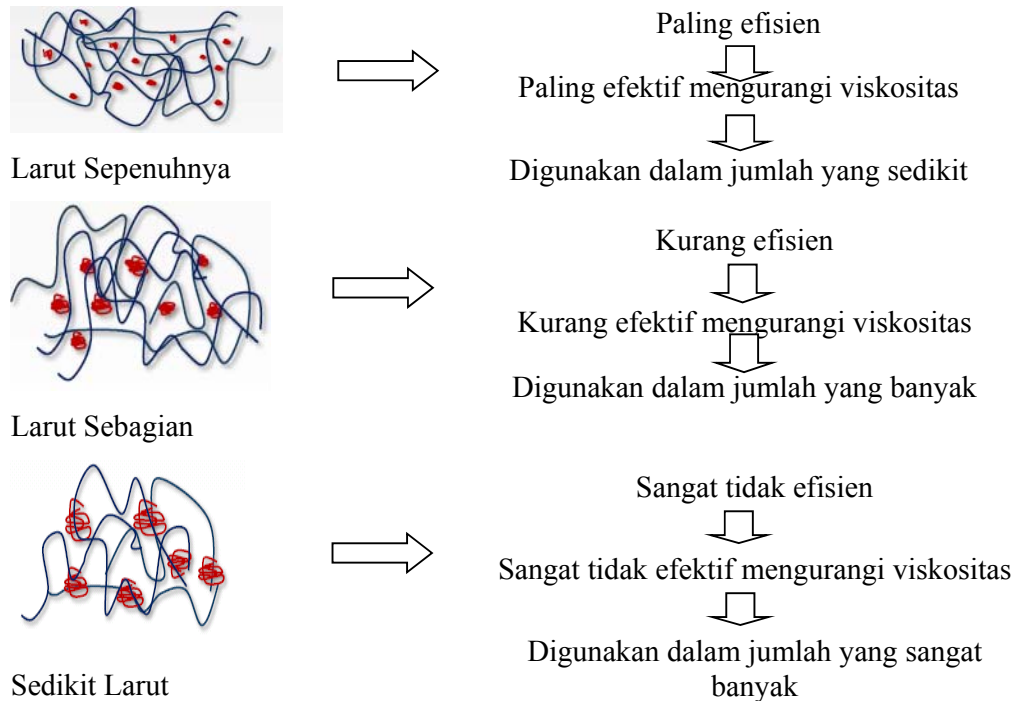 Paling efisien
Paling efektif mengurangi viskositas
Digunakan dalam jumlah yang sedikit
Larut Sepenuhnya
Kurang efisien
Kurang efektif mengurangi viskositas
Digunakan dalam jumlah yang banyak
Larut Sebagian
Sangat tidak efisien
Sangat tidak efektif mengurangi viskositas
Digunakan dalam jumlah yang sangat
banyak
Sedikit Larut